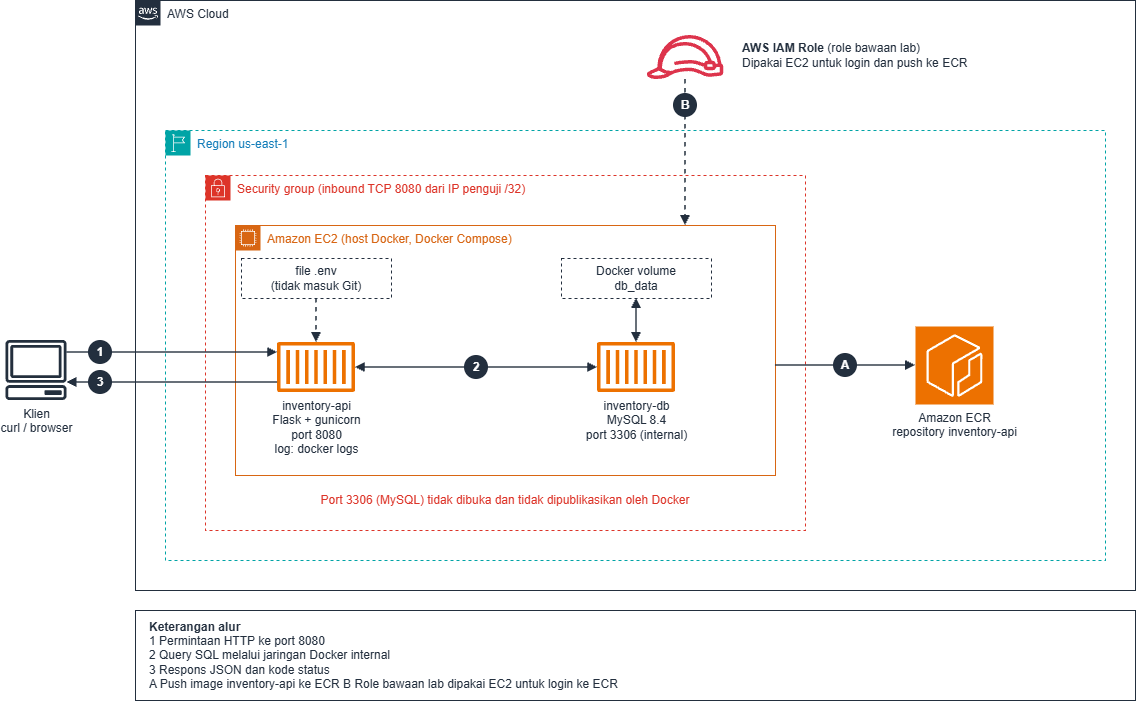 aws
AWS Cloud
AWS IAM Role (role bawaan lab)
Dipakai EC2 untuk login dan push ke ECR
B
Region us-east-1
Security group (inbound TCP 8080 dari IP penguji /32)
Amazon EC2 (host Docker, Docker Compose)
file .env
(tidak masuk Git)
Docker volume
db_data
1
2
3
A
Klien
curl / browser
inventory-api
Flask + gunicorn
port 8080
log: docker logs
inventory-db
MySQL 8.4
port 3306 (internal)
Amazon ECR
repository inventory-api
Port 3306 (MySQL) tidak dibuka dan tidak dipublikasikan oleh Docker
Keterangan alur
1 Permintaan HTTP ke port 8080
2 Query SQL melalui jaringan Docker internal
3 Respons JSON dan kode status
A Push image inventory-api ke ECR B Role bawaan lab dipakai EC2 untuk login ke ECR